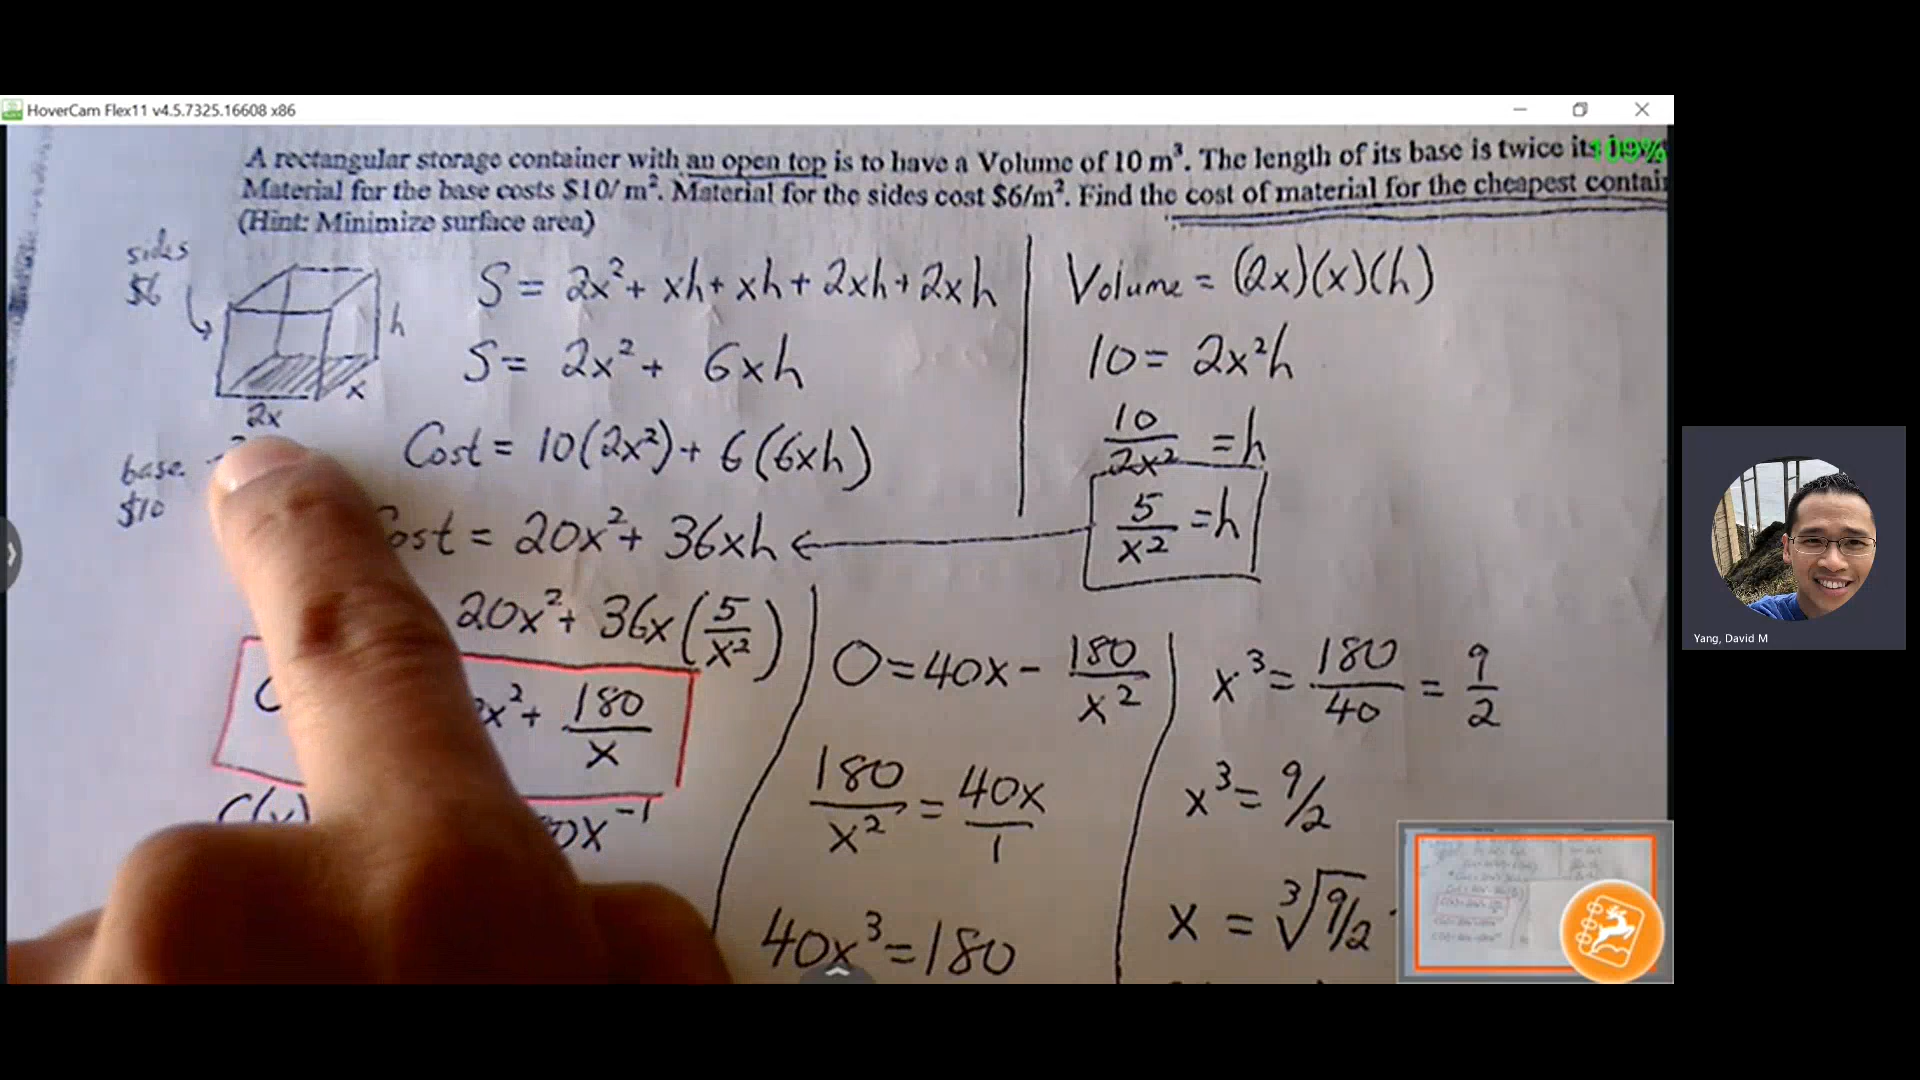 HoverCam Flex11 v4.5.7325.16608 x86
A rectangular storage container with an open top is to have a Volume of 10 m³. The length of its base is twice its
109%
Material for the base costs $10/ m². Material for the sides cost $6/m². Find the cost of material for the cheapest contai
(Hint: Minimize surface area)
sides
$6
h
x
2x
base
$10
S = 2x² + xh + xh + 2xh + 2xh
S = 2x² + 6xh
Cost = 10(2x²) + 6(6xh)
Cost = 20x² + 36xh
20x² + 36x(5/x²)
x² + 180/x
C(x)
0x⁻¹
Volume = (2x)(x)(h)
10 = 2x²h
10/2x² = h
5/x² = h
0 = 40x - 180/x²
180/x² = 40x/1
40x³ = 180
x³ = 180/40 = 9/2
x³ = 9/2
x = ∛9/2
Yang, David M